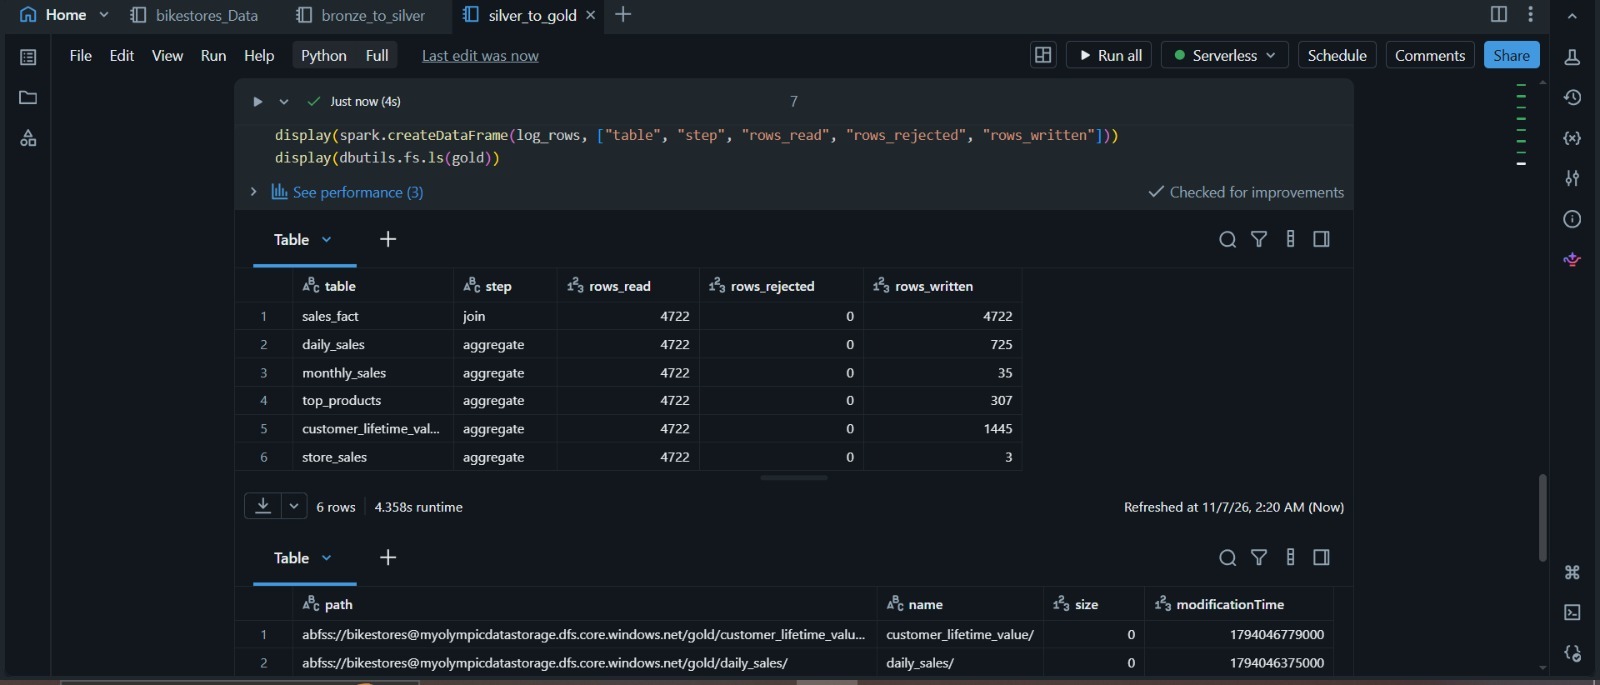 Home bikestores_Data bronze_to_silver silver_to_gold
File Edit View Run Help Python Full Last edit was now Run all Serverless Schedule Comments Share
Just now (4s) 7
display(spark.createDataFrame(log_rows, ["table", "step", "rows_read", "rows_rejected", "rows_written"]))
display(dbutils.fs.ls(gold))
See performance (3) Checked for improvements
Table
table step rows_read rows_rejected rows_written
1 sales_fact join 4722 0 4722
2 daily_sales aggregate 4722 0 725
3 monthly_sales aggregate 4722 0 35
4 top_products aggregate 4722 0 307
5 customer_lifetime_val... aggregate 4722 0 1445
6 store_sales aggregate 4722 0 3
6 rows 4.358s runtime Refreshed at 11/7/26, 2:20 AM (Now)
Table
path name size modificationTime
1 abfss://bikestores@myolympicdatastorage.dfs.core.windows.net/gold/customer_lifetime_valu... customer_lifetime_value/ 0 1794046779000
2 abfss://bikestores@myolympicdatastorage.dfs.core.windows.net/gold/daily_sales/ daily_sales/ 0 1794046375000